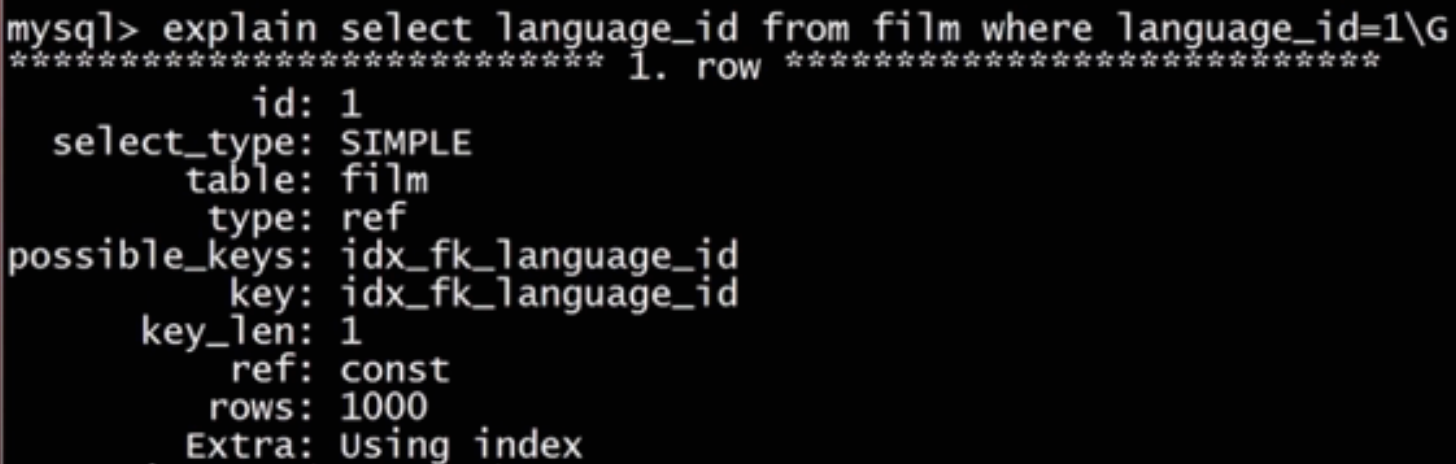 mysql> explain select language_id from film where language_id=1\G
*************************** 1. row ***************************
id: 1
select_type: SIMPLE
table: film
type: ref
possible_keys: idx_fk_language_id
key: idx_fk_language_id
key_len: 1
ref: const
rows: 1000
Extra: Using index